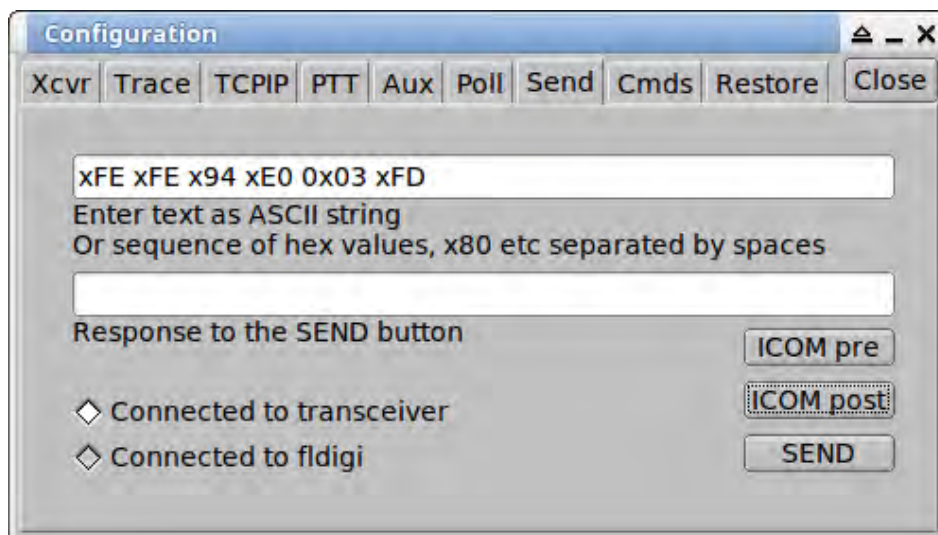 Configuration
Xcvr Trace TCPIP PTT Aux Poll Send Cmds Restore Close
xFE xFE x94 xE0 0x03 xFD
Enter text as ASCII string
Or sequence of hex values, x80 etc separated by spaces
Response to the SEND button
ICOM pre
Connected to transceiver
ICOM post
Connected to fldigi
SEND